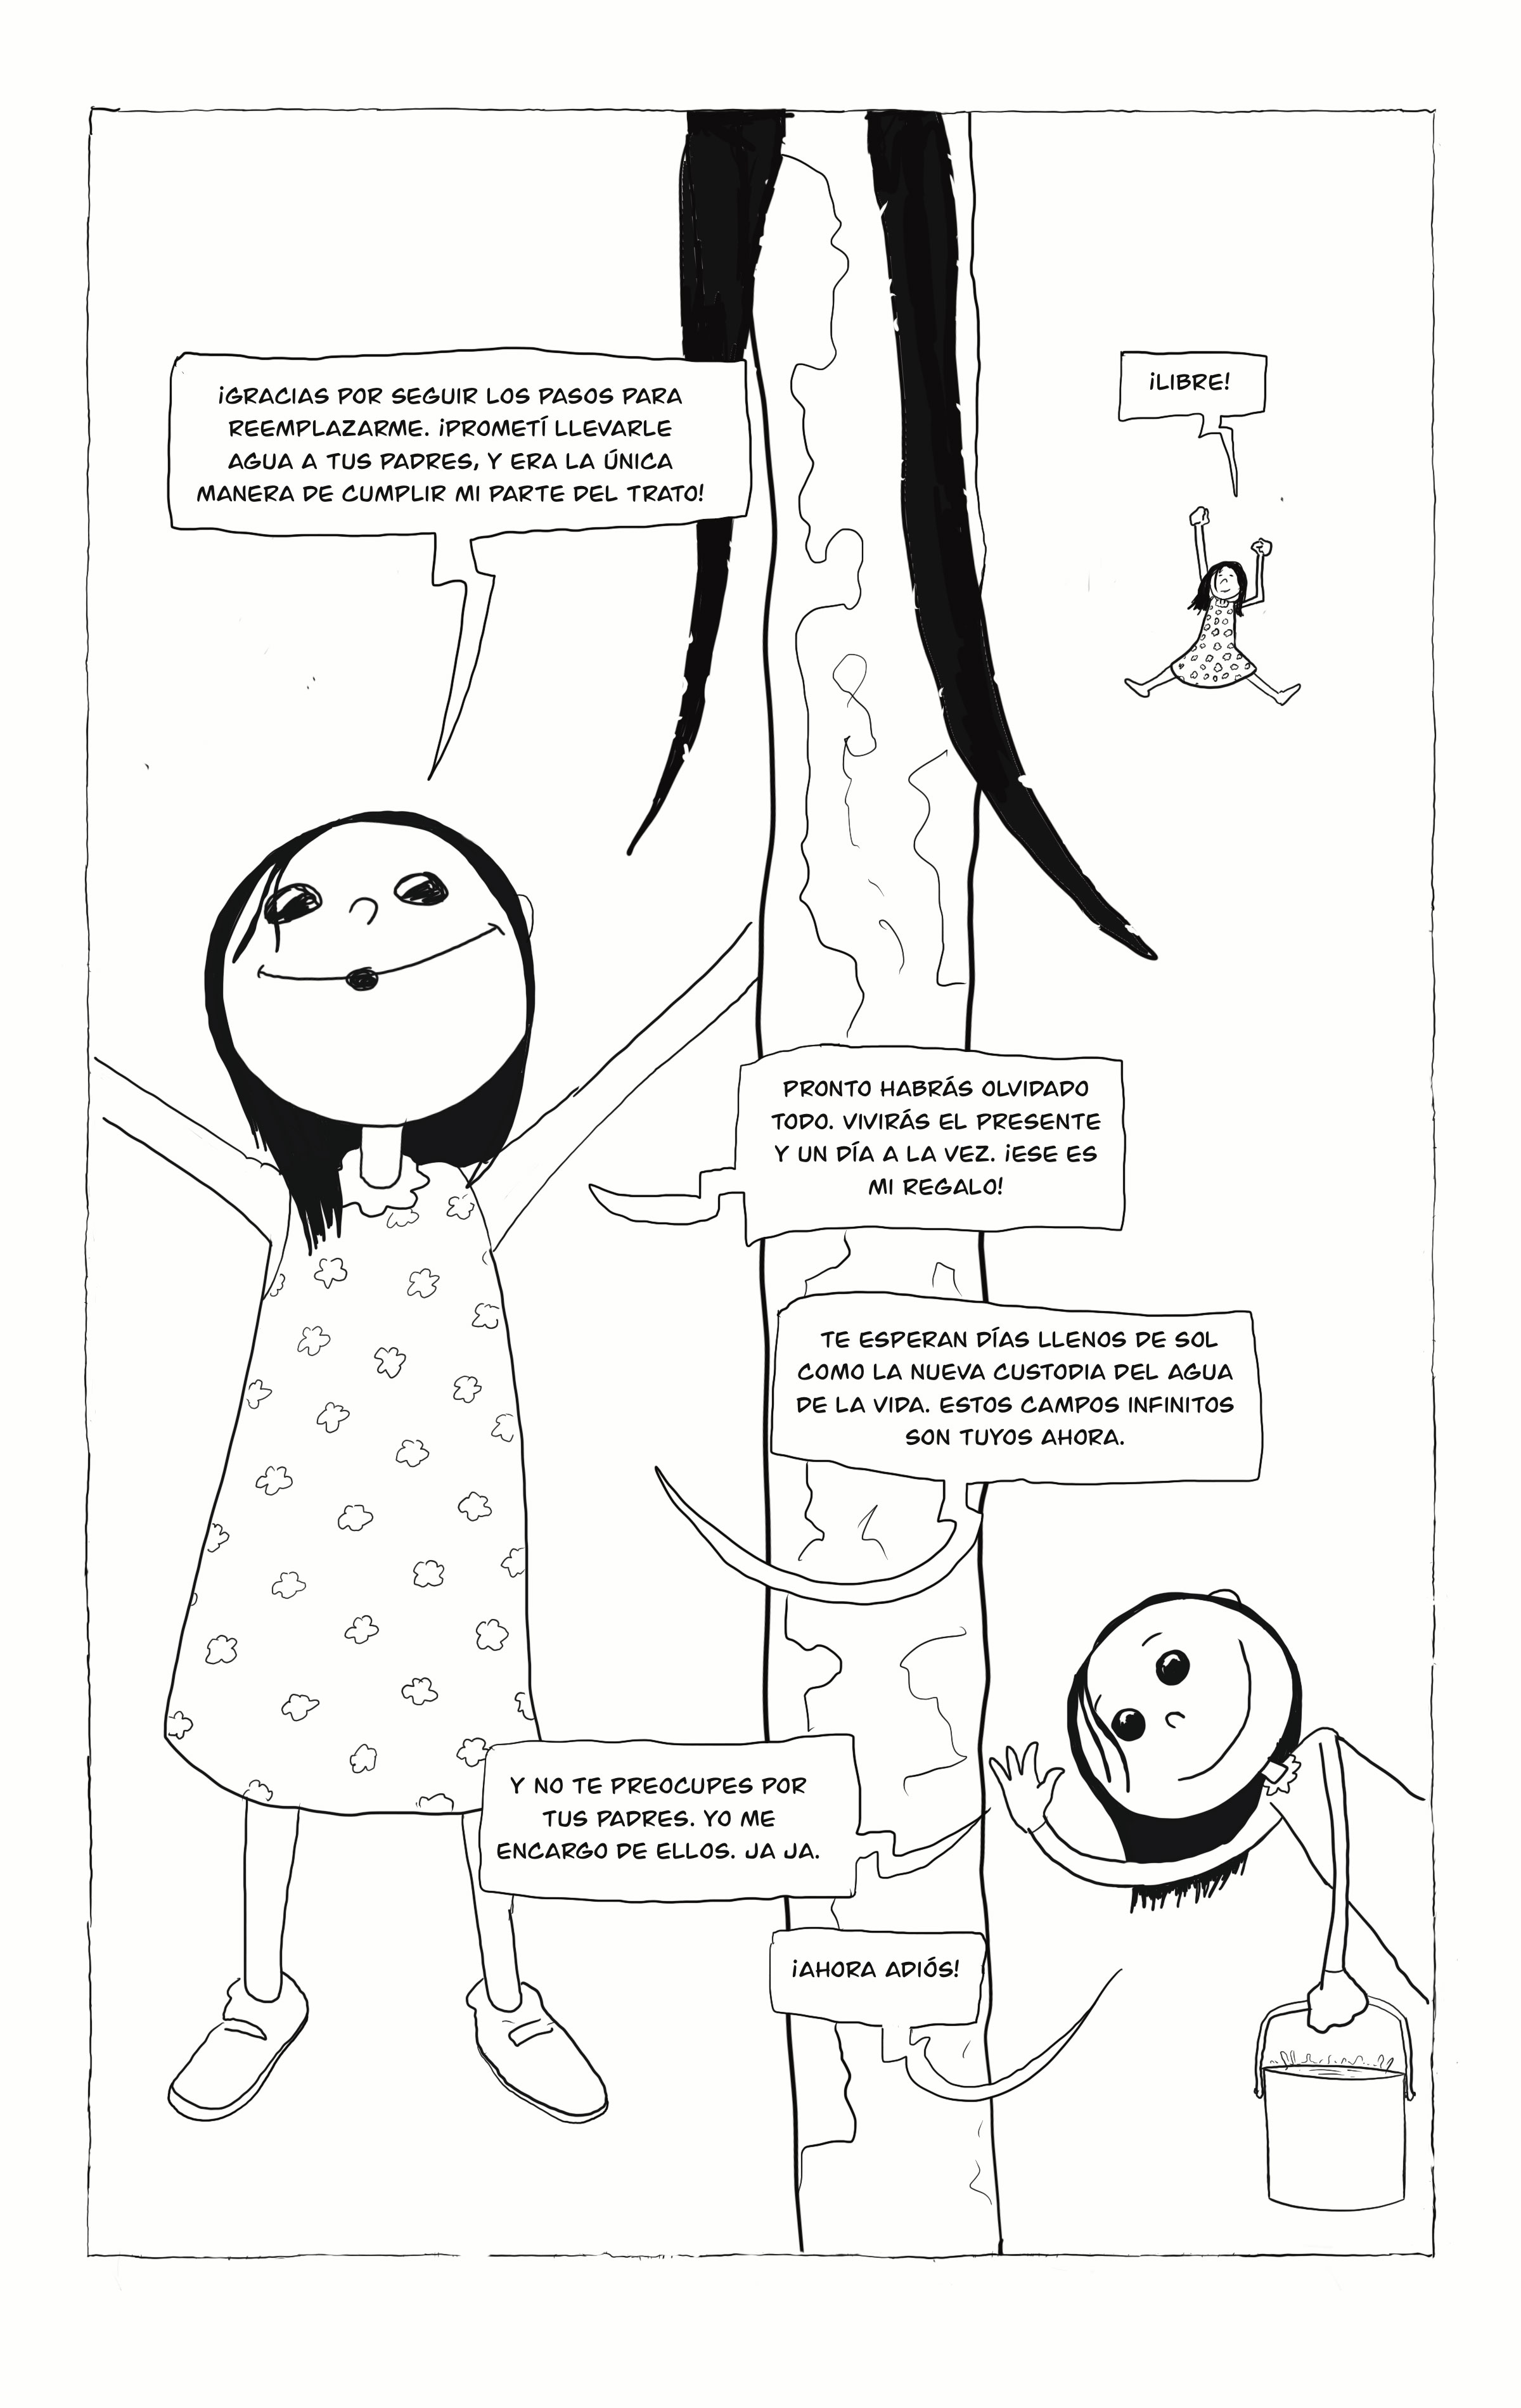 ¡GRACIAS POR SEGUIR LOS PASOS PARA
REEMPLAZARME. ¡PROMETÍ LLEVARLE
AGUA A TUS PADRES, Y ERA LA ÚNICA
MANERA DE CUMPLIR MI PARTE DEL TRATO!
¡LIBRE!
PRONTO HABRÁS OLVIDADO
TODO. VIVIRÁS EL PRESENTE
Y UN DÍA A LA VEZ. ¡ESE ES
MI REGALO!
TE ESPERAN DÍAS LLENOS DE SOL
COMO LA NUEVA CUSTODIA DEL AGUA
DE LA VIDA. ESTOS CAMPOS INFINITOS
SON TUYOS AHORA.
Y NO TE PREOCUPES POR
TUS PADRES. YO ME
ENCARGO DE ELLOS. JA JA.
¡AHORA ADIÓS!